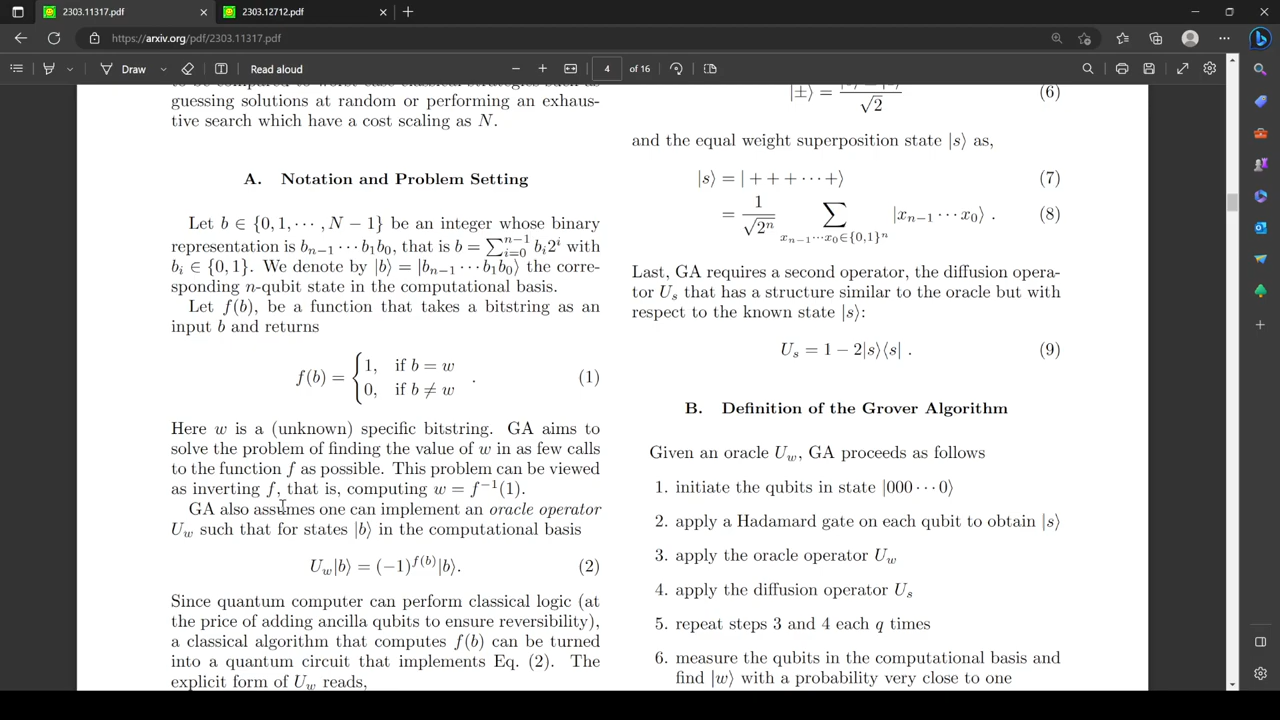 2303.11317.pdf
2303.12712.pdf
https://arxiv.org/pdf/2303.11317.pdf
Draw
Read aloud
4 of 16
guessing solutions at random or performing an exhaus-
tive search which have a cost scaling as N.
A. Notation and Problem Setting
Let b ∈ {0, 1, ⋯ , N − 1} be an integer whose binary
representation is b_{n−1} ⋯ b_1b_0, that is b = ∑_{i=0}^{n−1} b_i2^i with
b_i ∈ {0, 1}. We denote by |b⟩ = |b_{n−1} ⋯ b_1b_0⟩ the corre-
sponding n-qubit state in the computational basis.
Let f(b), be a function that takes a bitstring as an
input b and returns
f(b) = { 1, if b = w
0, if b ≠ w . (1)
Here w is a (unknown) specific bitstring. GA aims to
solve the problem of finding the value of w in as few calls
to the function f as possible. This problem can be viewed
as inverting f, that is, computing w = f^{−1}(1).
GA also assumes one can implement an oracle operator
U_w such that for states |b⟩ in the computational basis
U_w|b⟩ = (−1)^{f(b)}|b⟩. (2)
Since quantum computer can perform classical logic (at
the price of adding ancilla qubits to ensure reversibility),
a classical algorithm that computes f(b) can be turned
into a quantum circuit that implements Eq. (2). The
explicit form of U_w reads,
|±⟩ = √2 (6)
and the equal weight superposition state |s⟩ as,
|s⟩ = | + + + ⋯ +⟩ (7)
= 1/√2^n ∑_{x_{n−1}⋯x_0∈{0,1}^n} |x_{n−1} ⋯ x_0⟩ . (8)
Last, GA requires a second operator, the diffusion opera-
tor U_s that has a structure similar to the oracle but with
respect to the known state |s⟩:
U_s = 1 − 2|s⟩⟨s| . (9)
B. Definition of the Grover Algorithm
Given an oracle U_w, GA proceeds as follows
1. initiate the qubits in state |000 ⋯ 0⟩
2. apply a Hadamard gate on each qubit to obtain |s⟩
3. apply the oracle operator U_w
4. apply the diffusion operator U_s
5. repeat steps 3 and 4 each q times
6. measure the qubits in the computational basis and
find |w⟩ with a probability very close to one